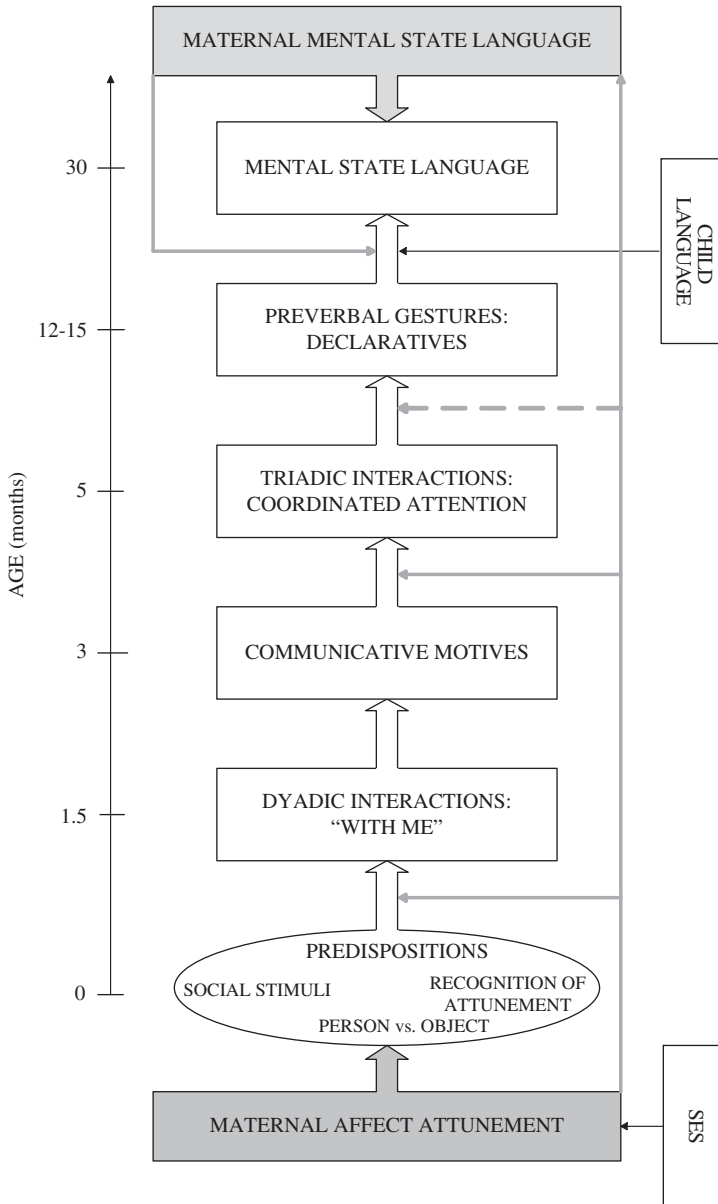 MATERNAL MENTAL STATE LANGUAGE
30
MENTAL STATE LANGUAGE
CHILD
LANGUAGE
12-15
PREVERBAL GESTURES:
DECLARATIVES
AGE (months)
5
TRIADIC INTERACTIONS:
COORDINATED ATTENTION
3
COMMUNICATIVE MOTIVES
1.5
DYADIC INTERACTIONS:
“WITH ME”
PREDISPOSITIONS
0
SOCIAL STIMULI
RECOGNITION OF
ATTUNEMENT
PERSON vs. OBJECT
MATERNAL AFFECT ATTUNEMENT
SES